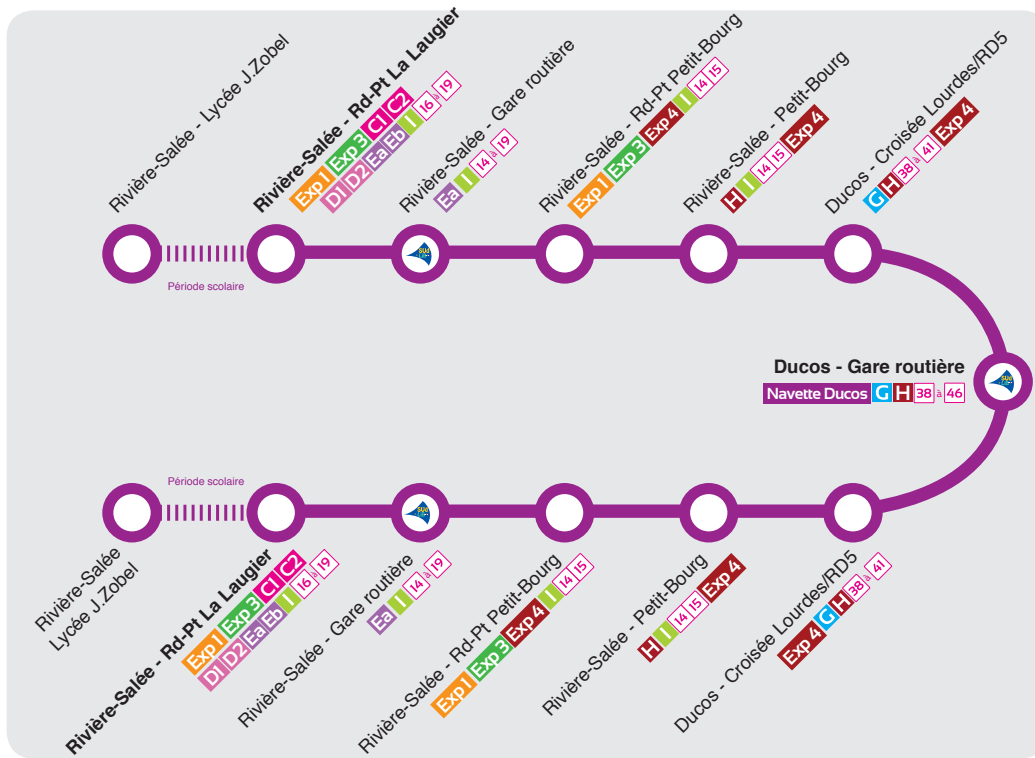 Rivière-Salée - Lycée J.Zobel
Rivière-Salée - Rd-Pt La Laugier
Exp 1 Exp 3 C1 C2
D1 D2 Ea Eb I 16 à 19
Rivière-Salée - Gare routière
Ea I 14 à 19
Rivière-Salée - Rd-Pt Petit-Bourg
Exp 1 Exp 3 Exp 4 I 14 15
Rivière-Salée - Petit-Bourg
H I 14 15 Exp 4
Ducos - Croisée Lourdes/RD5
G H 38 à 41 Exp 4
Période scolaire
Ducos - Gare routière
Navette Ducos G H 38 à 46
Période scolaire
Rivière-Salée
Lycée J.Zobel
Rivière-Salée - Rd-Pt La Laugier
Exp 1 Exp 3 C1 C2
D1 D2 Ea Eb I 16 à 19
Rivière-Salée - Gare routière
Ea I 14 à 19
Rivière-Salée - Rd-Pt Petit-Bourg
Exp 1 Exp 3 Exp 4 I 14 15
Rivière-Salée - Petit-Bourg
H I 14 15 Exp 4
Ducos - Croisée Lourdes/RD5
Exp 4 G H 38 à 41